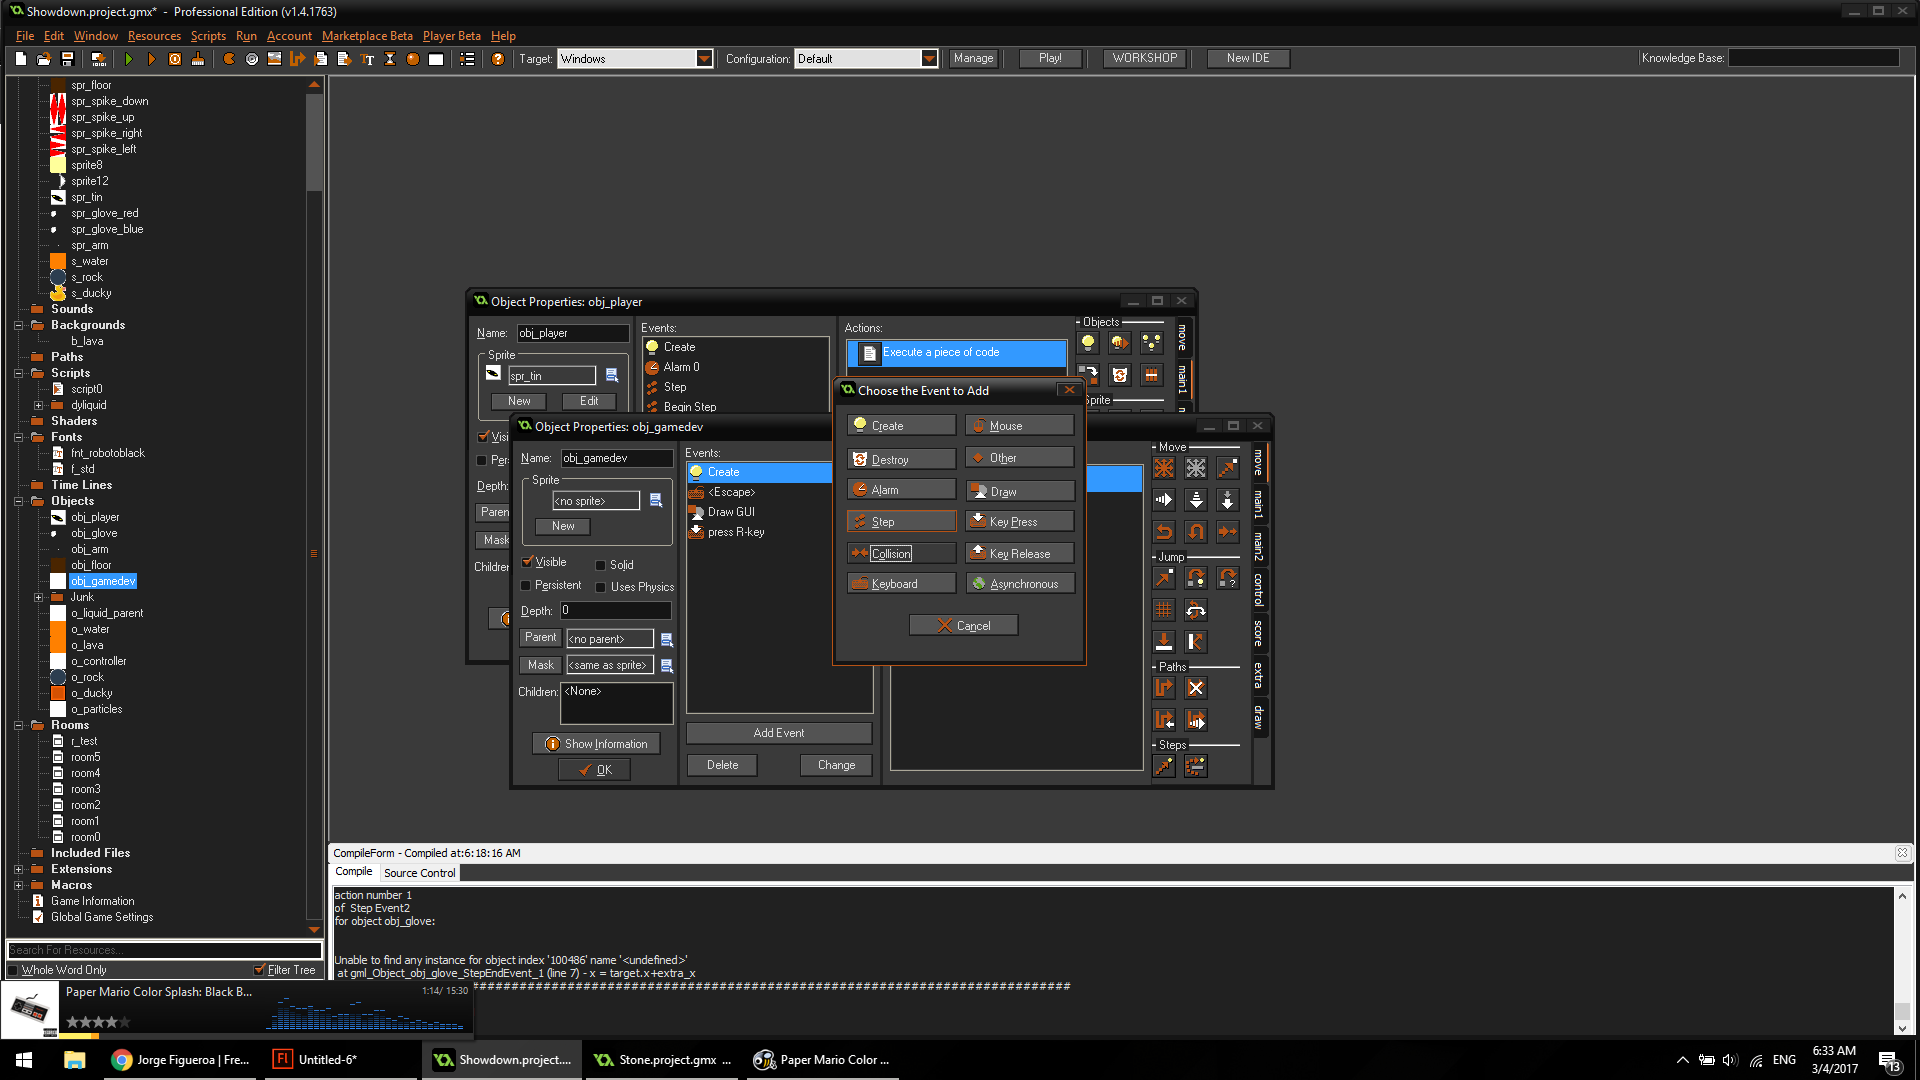 Showdown.project.gmx* - Professional Edition (v1.4.1763)
File Edit Window Resources Scripts Run Account Marketplace Beta Player Beta Help
Target: Windows Configuration: Default Manage Play! WORKSHOP New IDE Knowledge Base:
spr_floor
spr_spike_down
spr_spike_up
spr_spike_right
spr_spike_left
sprite8
sprite12
spr_tin
spr_glove_red
spr_glove_blue
spr_arm
s_water
s_rock
s_ducky
Sounds
Backgrounds
b_lava
Paths
Scripts
script0
dyliquid
Shaders
Fonts
fnt_robotoblack
f_std
Time Lines
Objects
obj_player
obj_glove
obj_arm
obj_floor
obj_gamedev
Junk
o_liquid_parent
o_water
o_lava
o_controller
o_rock
o_ducky
o_particles
Rooms
r_test
room5
room4
room3
room2
room1
room0
Included Files
Extensions
Macros
Game Information
Global Game Settings
Search For Resources...
Whole Word Only Filter Tree
Object Properties: obj_player
Name: obj_player
Sprite
spr_tin
New Edit
Visi
Per
Depth:
Paren
Mask
Children
Events:
Create
Alarm 0
Step
Begin Step
Actions:
Execute a piece of code
Objects
Sprite
move
main1
Object Properties: obj_gamedev
Name: obj_gamedev
Sprite
<no sprite>
New
Visible Solid
Persistent Uses Physics
Depth: 0
Parent <no parent>
Mask <same as sprite>
Children: <None>
Show Information
OK
Events:
Create
<Escape>
Draw GUI
press R-key
Add Event
Delete Change
Move
Jump
Paths
Steps
move
main1
main2
control
score
extra
draw
Choose the Event to Add
Create Mouse
Destroy Other
Alarm Draw
Step Key Press
Collision Key Release
Keyboard Asynchronous
Cancel
CompileForm - Compiled at:6:18:16 AM
Compile Source Control
action number 1
of Step Event2
for object obj_glove:
Unable to find any instance for object index '100486' name '<undefined>'
at gml_Object_obj_glove_StepEndEvent_1 (line 7) - x = target.x+extra_x
Paper Mario Color Splash: Black B...
1:14/ 15:30
Jorge Figueroa | Fre...
Untitled-6*
Showdown.project....
Stone.project.gmx ...
Paper Mario Color ...
ENG
6:33 AM
3/4/2017
13